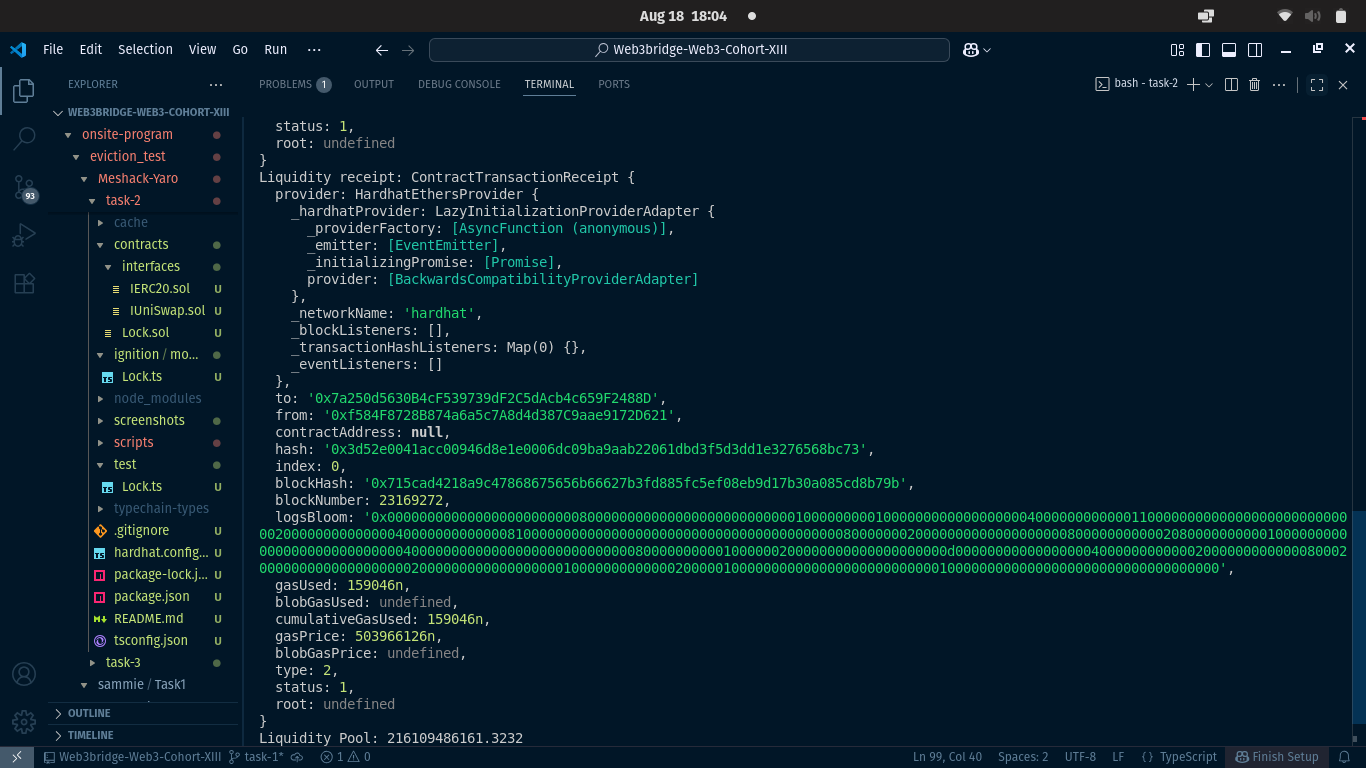 Aug 18 18:04
File Edit Selection View Go Run ···
Web3bridge-Web3-Cohort-XIII
EXPLORER ···
PROBLEMS 1 OUTPUT DEBUG CONSOLE TERMINAL PORTS
bash - task-2
WEB3BRIDGE-WEB3-COHORT-XIII
onsite-program
eviction_test
Meshack-Yaro
task-2
cache
contracts
interfaces
IERC20.sol U
IUniSwap.sol U
Lock.sol U
ignition / mo...
Lock.ts U
node_modules
screenshots
scripts
test
Lock.ts U
typechain-types
.gitignore U
hardhat.config... U
package-lock.j... U
package.json U
README.md U
tsconfig.json U
task-3
sammie / Task1
OUTLINE
TIMELINE
93
status: 1,
root: undefined
}
Liquidity receipt: ContractTransactionReceipt {
provider: HardhatEthersProvider {
_hardhatProvider: LazyInitializationProviderAdapter {
_providerFactory: [AsyncFunction (anonymous)],
_emitter: [EventEmitter],
_initializingPromise: [Promise],
provider: [BackwardsCompatibilityProviderAdapter]
},
_networkName: 'hardhat',
_blockListeners: [],
_transactionHashListeners: Map(0) {},
_eventListeners: []
},
to: '0x7a250d5630B4cF539739dF2C5dAcb4c659F2488D',
from: '0xf584F8728B874a6a5c7A8d4d387C9aae9172D621',
contractAddress: null,
hash: '0x3d52e0041acc00946d8e1e0006dc09ba9aab22061dbd3f5d3dd1e3276568bc73',
index: 0,
blockHash: '0x715cad4218a9c47868675656b66627b3fd885fc5ef08eb9d17b30a085cd8b79b',
blockNumber: 23169272,
logsBloom:
gasUsed: 159046n,
blobGasUsed: undefined,
cumulativeGasUsed: 159046n,
gasPrice: 503966126n,
blobGasPrice: undefined,
type: 2,
status: 1,
root: undefined
}
Liquidity Pool: 216109486161.3232
Web3bridge-Web3-Cohort-XIII task-1* 1 0 Ln 99, Col 40 Spaces: 2 UTF-8 LF {} TypeScript Finish Setup